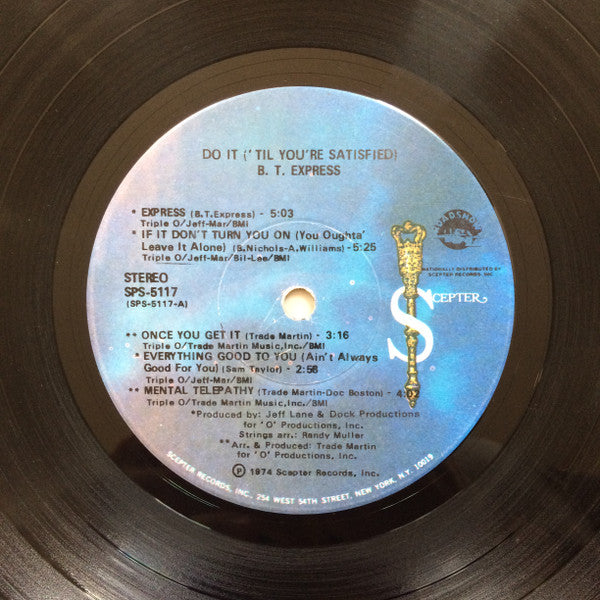 DO IT ('TIL YOU'RE SATISFIED)
B. T. EXPRESS
* EXPRESS (B.T.Express) - 5:03
Triple O/Jeff-Mar/BMi
* IF IT DON'T TURN YOU ON (You Oughta'
Leave It Alone) (B.Nichols-A.Williams) - 5:25
Triple O/Jeff-Mar/Bil-Lee/BMI
ROADSHOW
NATIONALLY DISTRIBUTED BY
SCEPTER RECORDS, INC.
STEREO
SPS-5117
(SPS-5117-A)
SCEPTER
** ONCE YOU GET IT (Trade Martin) - 3:16
Triple O/Trade Martin Music,Inc./BMI
* EVERYTHING GOOD TO YOU (Ain't Always
Good For You) (Sam Taylor) - 2:58
Triple O/Jeff-Mar/BMI
** MENTAL TELEPATHY (Trade Martin-Doc Boston) - 4:02
Triple O/Trade Martin Music,Inc./BMI
*Produced by: Jeff Lane & Dock Productions
for 'O' Productions, Inc.
Strings arr.: Randy Muller
**Arr. & Produced: Trade Martin
for 'O' Productions, Inc.
℗ 1974 Scepter Records, Inc.
SCEPTER RECORDS, INC. 254 WEST 54TH STREET, NEW YORK, N.Y. 10019